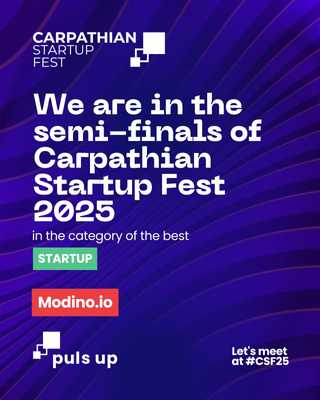 CARPATHIAN
STARTUP
FEST
We are in the
semi-finals of
Carpathian
Startup Fest
2025
in the category of the best
STARTUP
Modino.io
puls up
Let's meet
at #CSF25